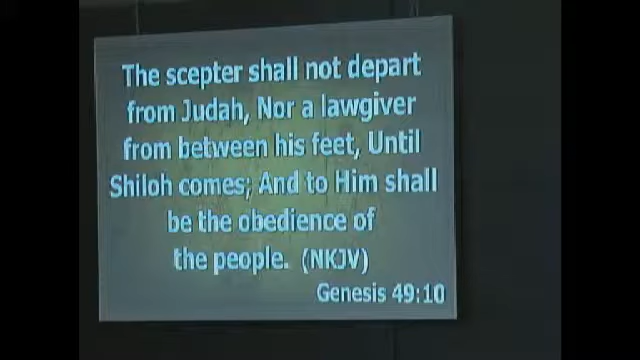 The scepter shall not depart
from Judah, Nor a lawgiver
from between his feet, Until
Shiloh comes; And to Him shall
be the obedience of
the people. (NKJV)
Genesis 49:10